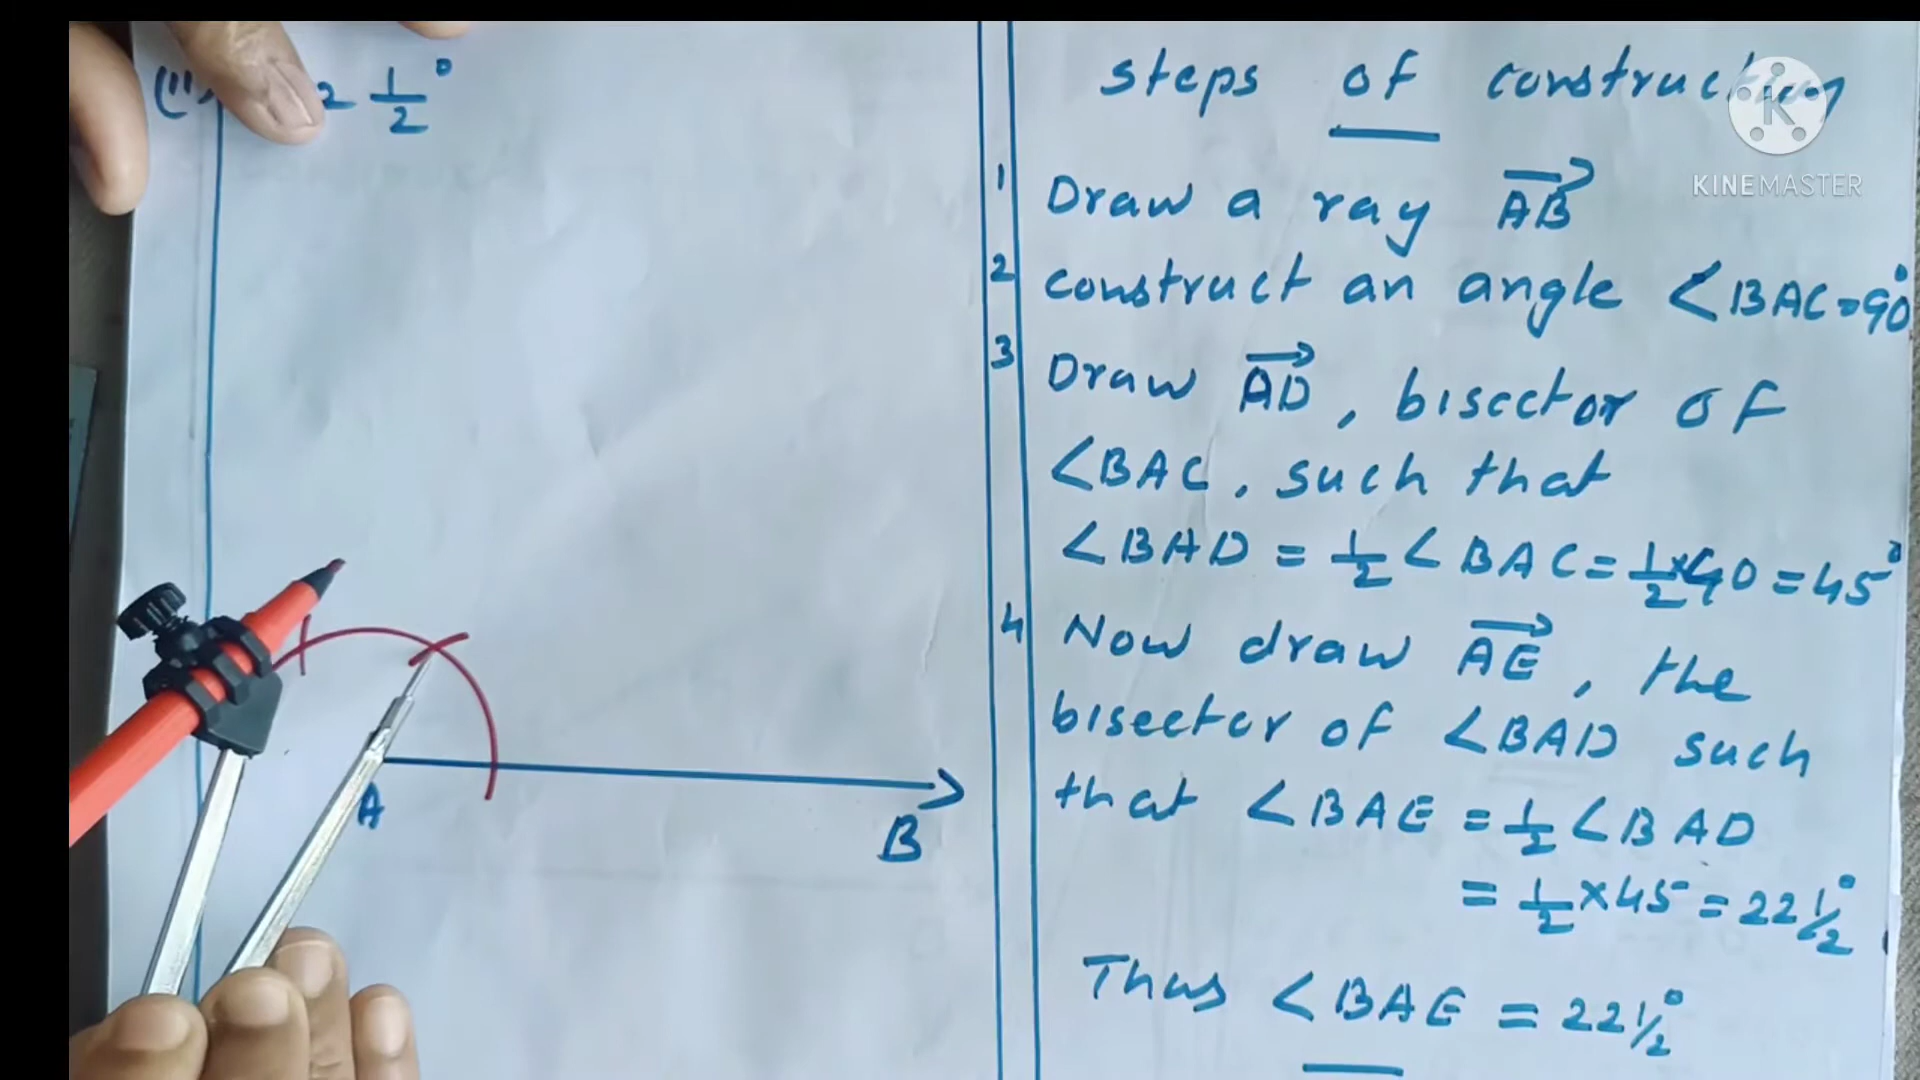 (11) 2 1/2°
steps of construction
KINEMASTER
1 Draw a ray AB
2 construct an angle ∠BAC=90°
3 Draw AD, bisector of
∠BAC, such that
∠BAD = 1/2 ∠BAC = 1/2×90 = 45°
4 Now draw AE, the
bisector of ∠BAD such
that ∠BAE = 1/2 ∠BAD
= 1/2 × 45 = 22 1/2°
Thus ∠BAE = 22 1/2°
A
B